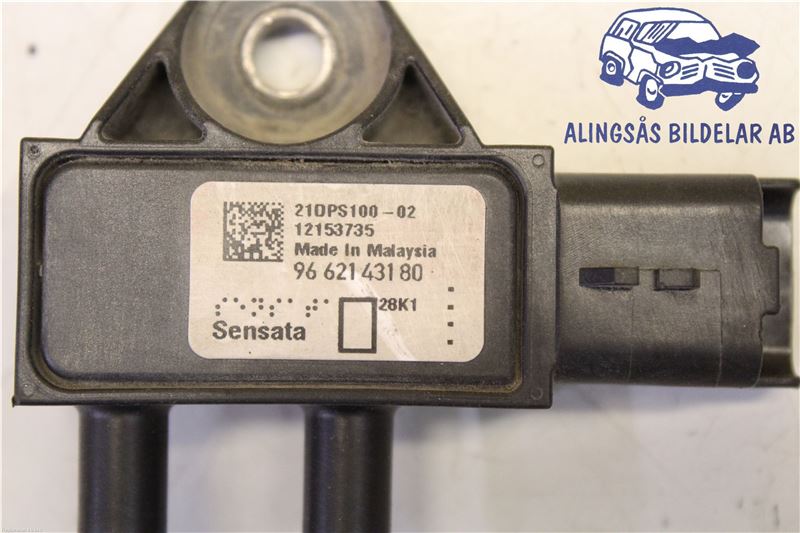 ALINGSÅS BILDELAR AB
21DPS100-02
12153735
Made In Malaysia
96 621 431 80
28K1
Sensata